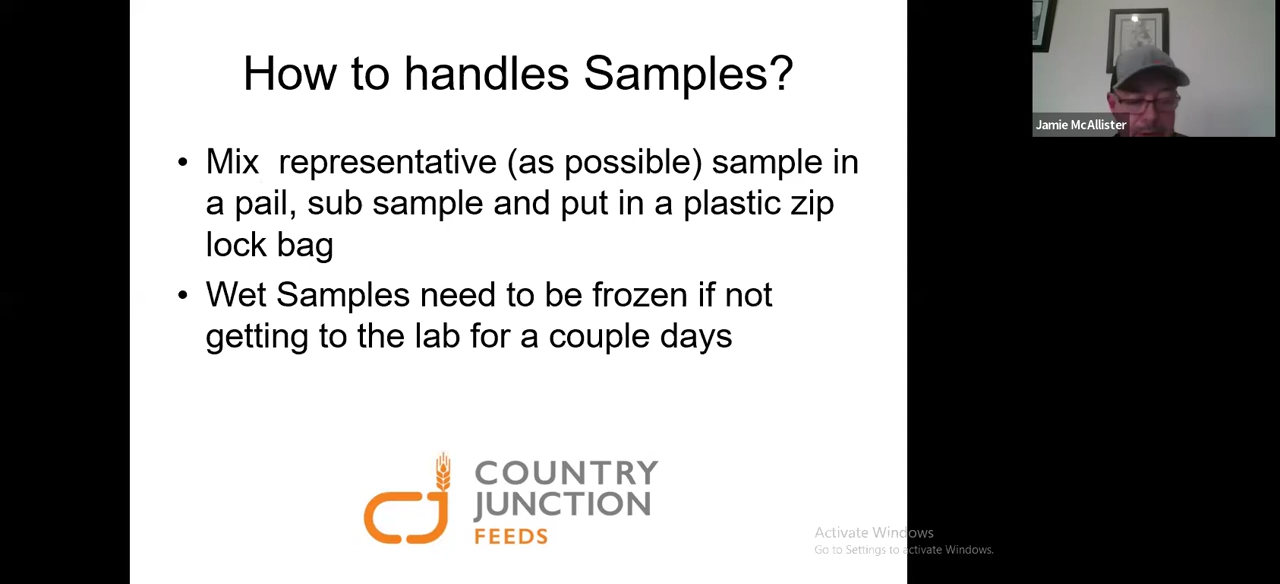 How to handles Samples?
• Mix representative (as possible) sample in
a pail, sub sample and put in a plastic zip
lock bag
• Wet Samples need to be frozen if not
getting to the lab for a couple days
COUNTRY
JUNCTION
FEEDS
Jamie McAllister
Activate Windows
Go to Settings to activate Windows.